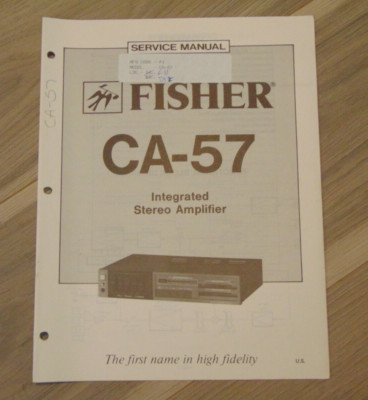 SERVICE MANUAL
FISHER®
CA-57
CA-57
Integrated
Stereo Amplifier
The first name in high fidelity